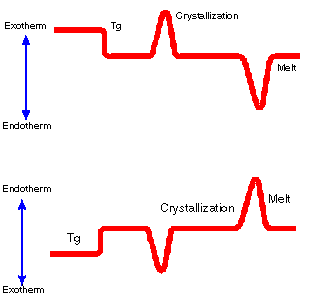 Exotherm
Tg
Crystallization
Melt
Endotherm
Endotherm
Crystallization
Melt
Tg
Exotherm